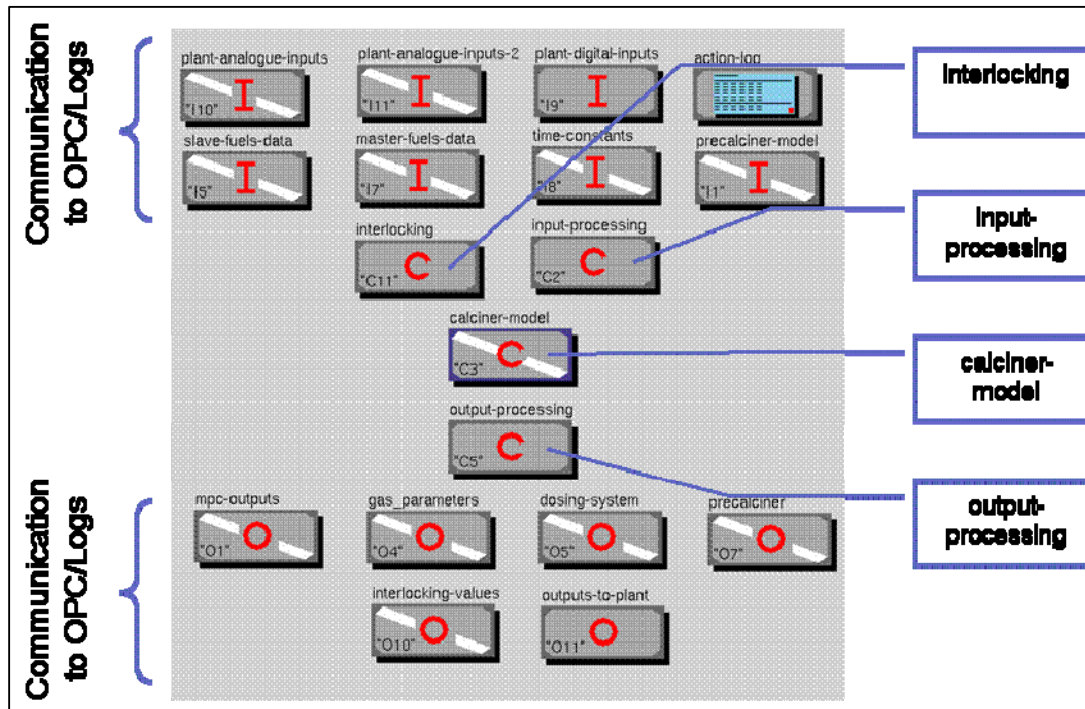 Communication
to OPC/Logs
plant-analogue-inputs
plant-analogue-inputs-2
plant-digital-inputs
action-log
"I10"
"I11"
"I9"
slave-fuels-data
master-fuels-data
time-constants
precalciner-model
"I5"
"I7"
"I8"
"I1"
interlocking
input-processing
"C11"
"C2"
calciner-model
"C3"
output-processing
"C5"
Communication
to OPC/Logs
mpc-outputs
gas_parameters
dosing-system
precalciner
"O1"
"O4"
"O5"
"O7"
interlocking-values
outputs-to-plant
"O10"
"O11"
Interlocking
Input-
processing
calciner-
model
output-
processing